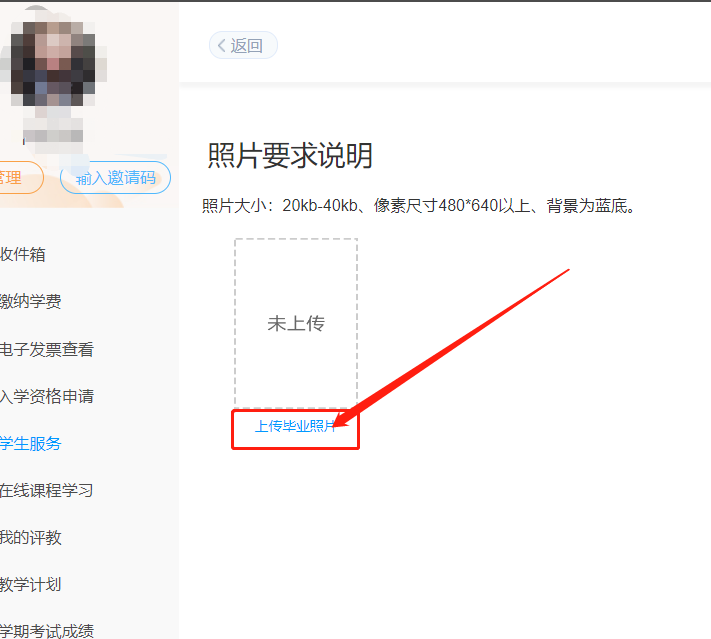 返回
照片要求说明
照片大小：20kb-40kb、像素尺寸480*640以上、背景为蓝底。
未上传
上传毕业照片
管理
输入邀请码
收件箱
缴纳学费
电子发票查看
入学资格申请
学生服务
在线课程学习
我的评教
教学计划
学期考试成绩